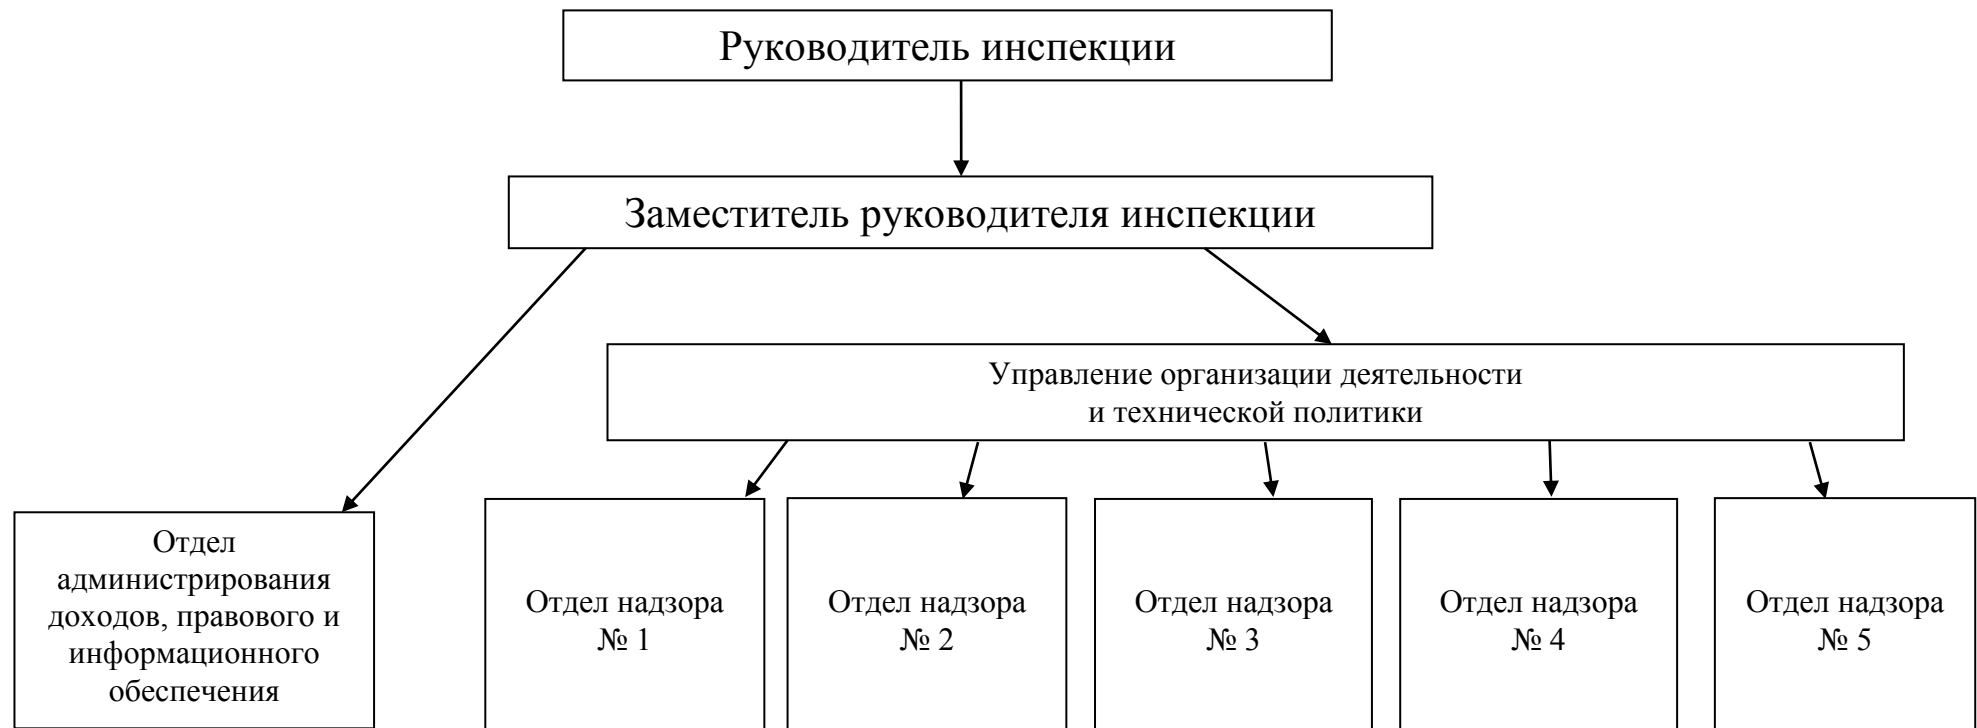 Руководитель инспекции
Заместитель руководителя инспекции
Управление организации деятельности
и технической политики
Отдел
администрирования
доходов, правового и
информационного
обеспечения
Отдел надзора
№ 1
Отдел надзора
№ 2
Отдел надзора
№ 3
Отдел надзора
№ 4
Отдел надзора
№ 5